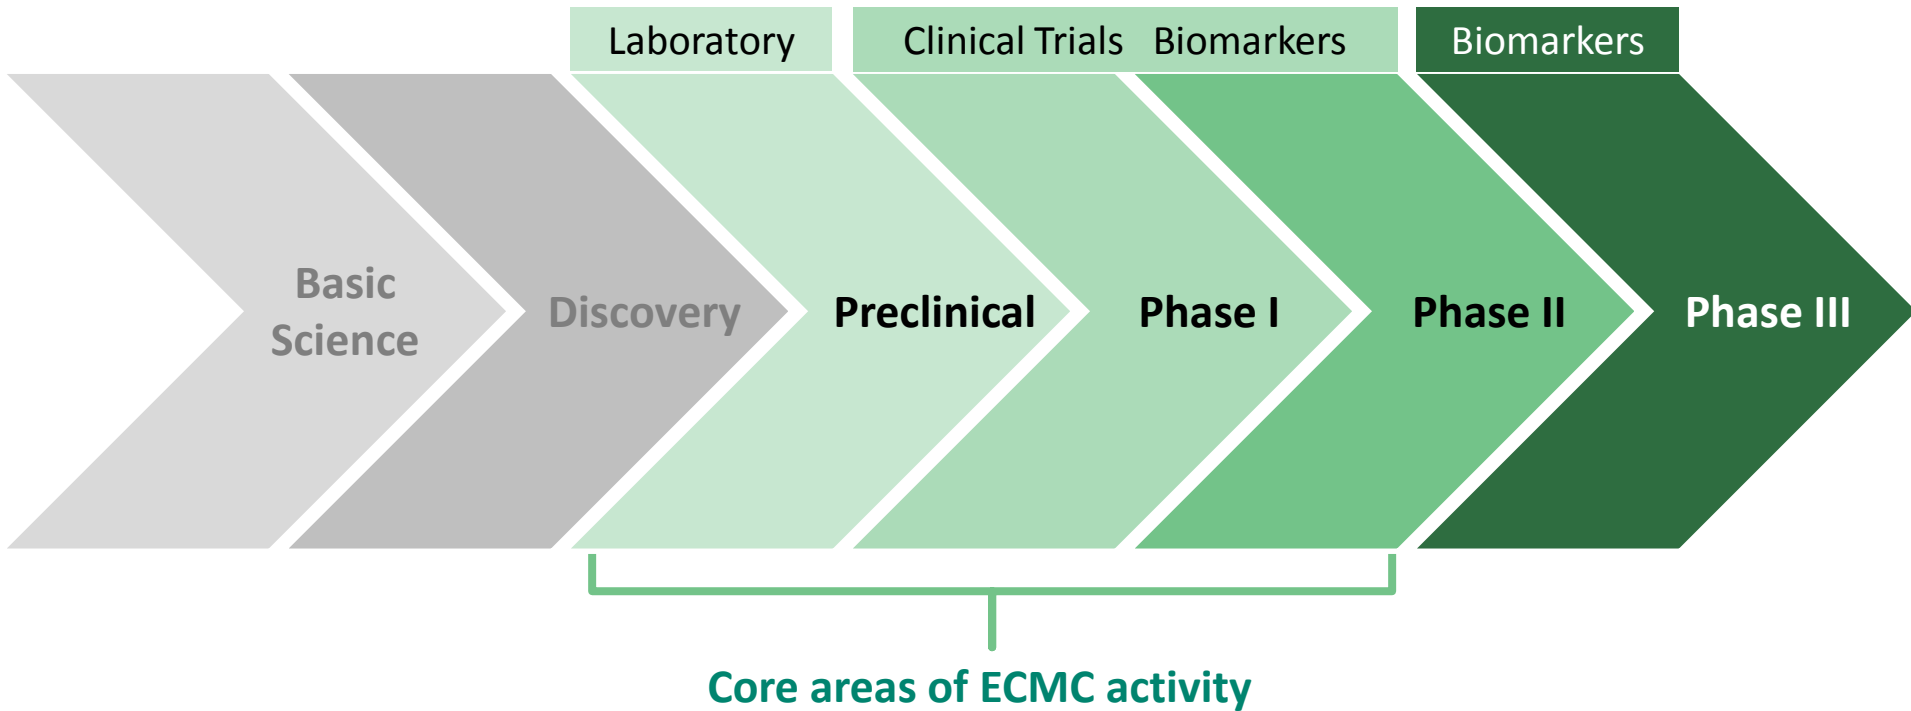 Laboratory
Clinical Trials Biomarkers
Biomarkers
Basic
Science
Discovery
Preclinical
Phase I
Phase II
Phase III
Core areas of ECMC activity